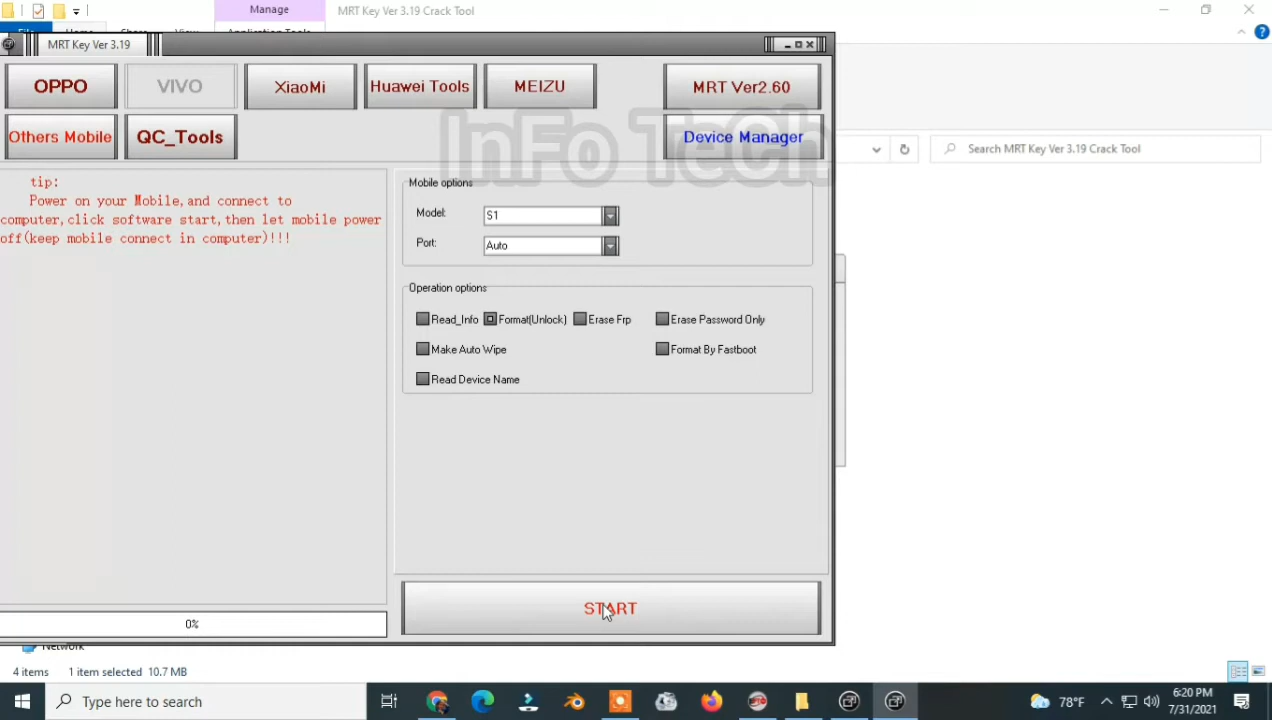 Manage
MRT Key Ver 3.19 Crack Tool
MRT Key Ver 3.19
OPPO
VIVO
XiaoMi
Huawei Tools
MEIZU
MRT Ver2.60
Others Mobile
QC_Tools
Device Manager
InFo TeCh
Search MRT Key Ver 3.19 Crack Tool
tip:
Power on your Mobile,and connect to
computer,click software start,then let mobile power
off(keep mobile connect in computer)!!!
Mobile options
Model:
S1
Port:
Auto
Operation options
Read_Info
Format(Unlock)
Erase Frp
Erase Password Only
Make Auto Wipe
Format By Fastboot
Read Device Name
START
0%
Network
4 items
1 item selected 10.7 MB
Type here to search
78°F
6:20 PM
7/31/2021